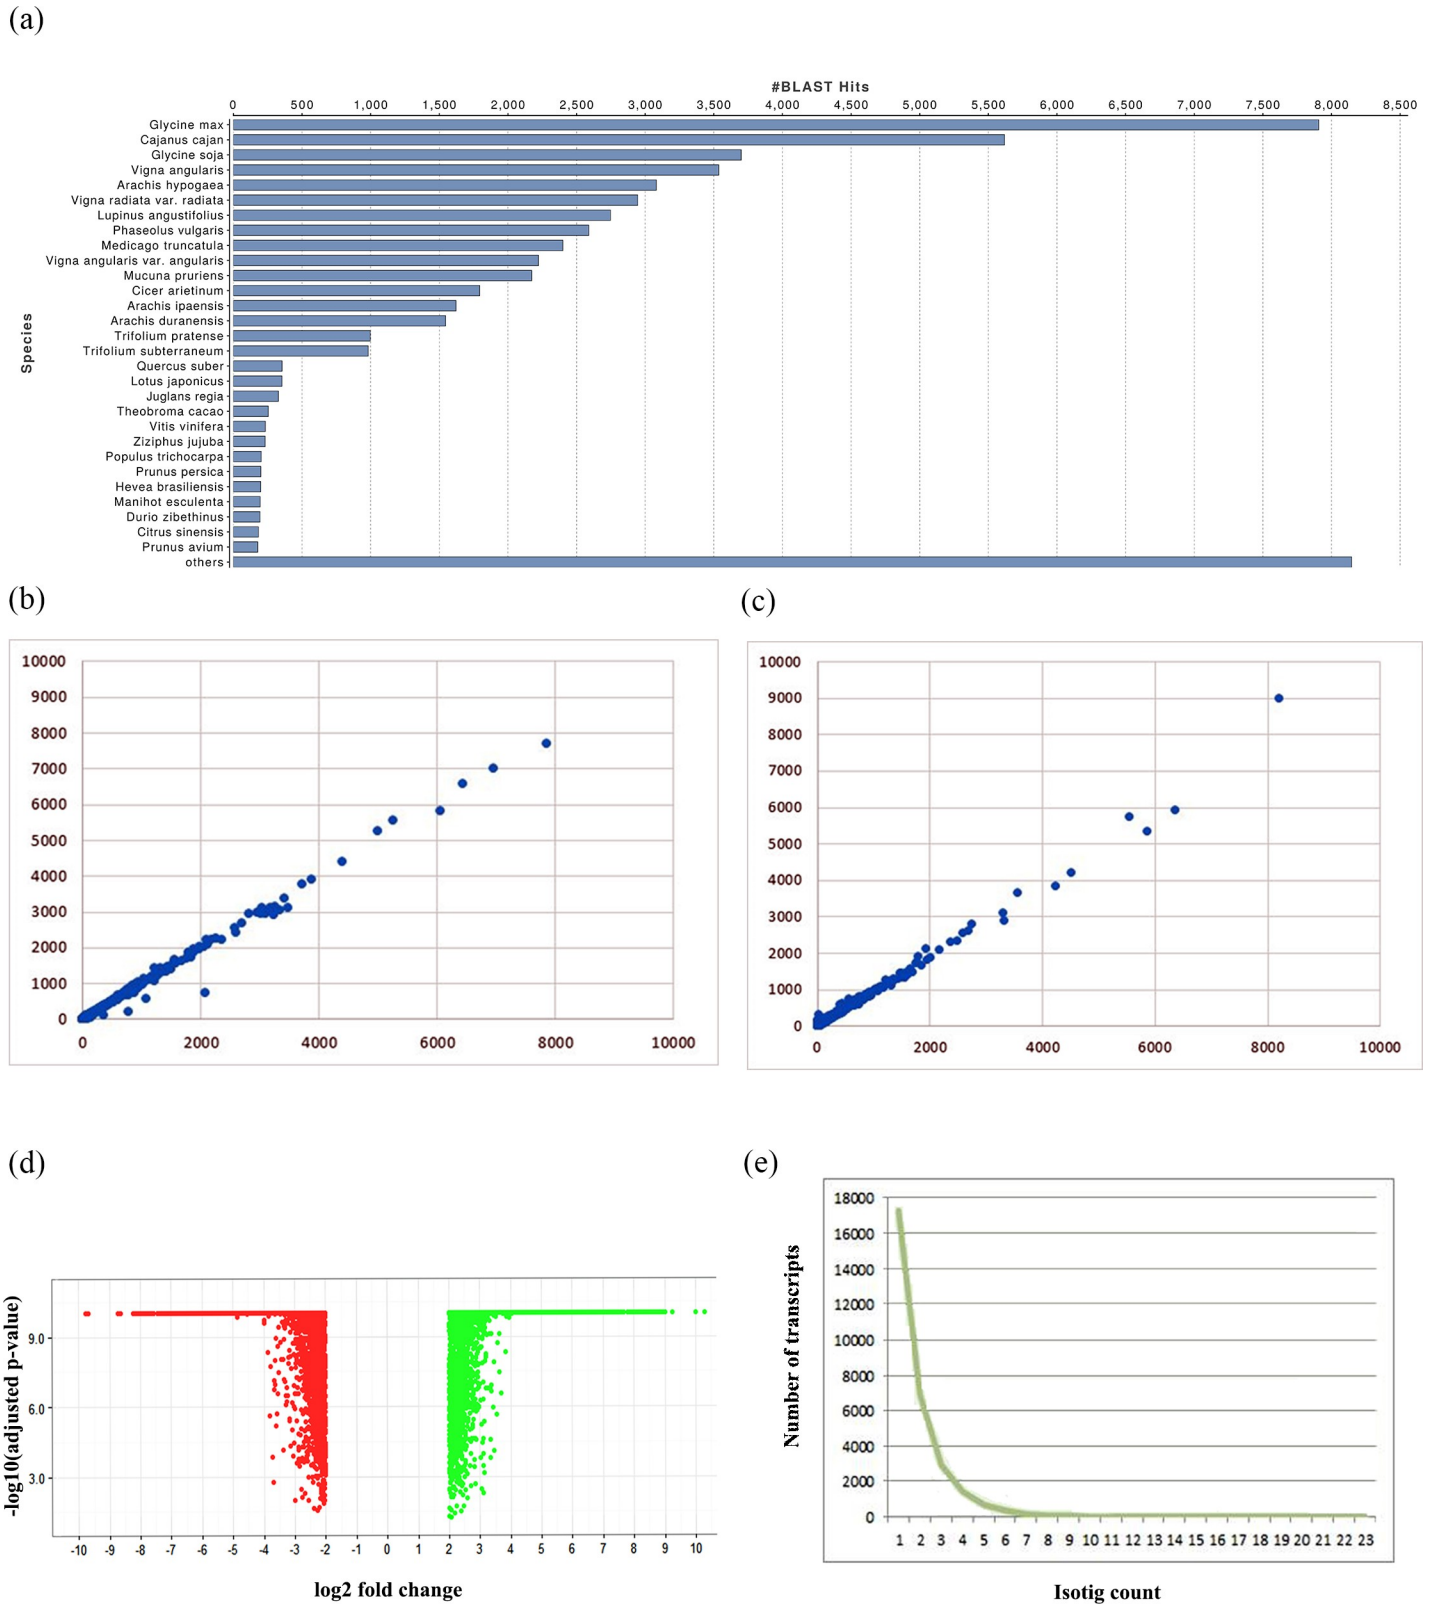 (a)
#BLAST Hits
0 500 1,000 1,500 2,000 2,500 3,000 3,500 4,000 4,500 5,000 5,500 6,000 6,500 7,000 7,500 8,000 8,500
Species
Glycine max
Cajanus cajan
Glycine soja
Vigna angularis
Arachis hypogaea
Vigna radiata var. radiata
Lupinus angustifolius
Phaseolus vulgaris
Medicago truncatula
Vigna angularis var. angularis
Mucuna pruriens
Cicer arietinum
Arachis ipaensis
Arachis duranensis
Trifolium pratense
Trifolium subterraneum
Quercus suber
Lotus japonicus
Juglans regia
Theobroma cacao
Vitis vinifera
Ziziphus jujuba
Populus trichocarpa
Prunus persica
Hevea brasiliensis
Manihot esculenta
Durio zibethinus
Citrus sinensis
Prunus avium
others
(b)
10000
9000
8000
7000
6000
5000
4000
3000
2000
1000
0
0 2000 4000 6000 8000 10000
(c)
10000
9000
8000
7000
6000
5000
4000
3000
2000
1000
0
0 2000 4000 6000 8000 10000
(d)
-log10(adjusted p-value)
9.0
6.0
3.0
-10 -9 -8 -7 -6 -5 -4 -3 -2 -1 0 1 2 3 4 5 6 7 8 9 10
log2 fold change
(e)
Number of transcripts
18000
16000
14000
12000
10000
8000
6000
4000
2000
0
1 2 3 4 5 6 7 8 9 10 11 12 13 14 15 16 17 18 19 20 21 22 23
Isotig count